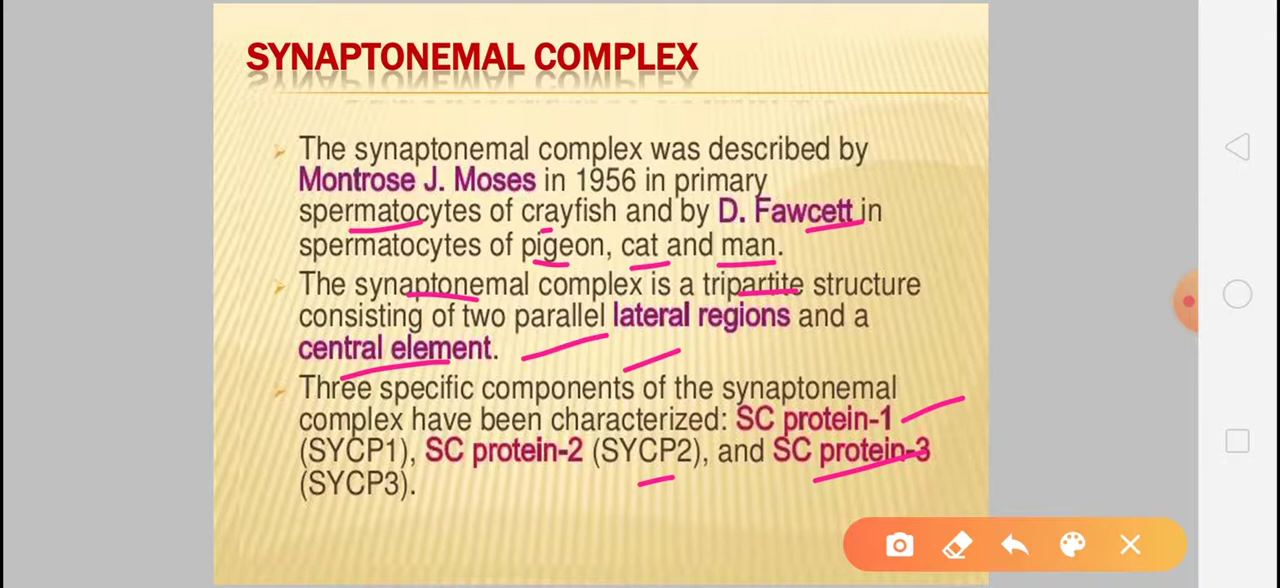 SYNAPTONEMAL COMPLEX
The synaptonemal complex was described by
Montrose J. Moses in 1956 in primary
spermatocytes of crayfish and by D. Fawcett in
spermatocytes of pigeon, cat and man.
The synaptonemal complex is a tripartite structure
consisting of two parallel lateral regions and a
central element.
Three specific components of the synaptonemal
complex have been characterized: SC protein-1
(SYCP1), SC protein-2 (SYCP2), and SC protein-3
(SYCP3).